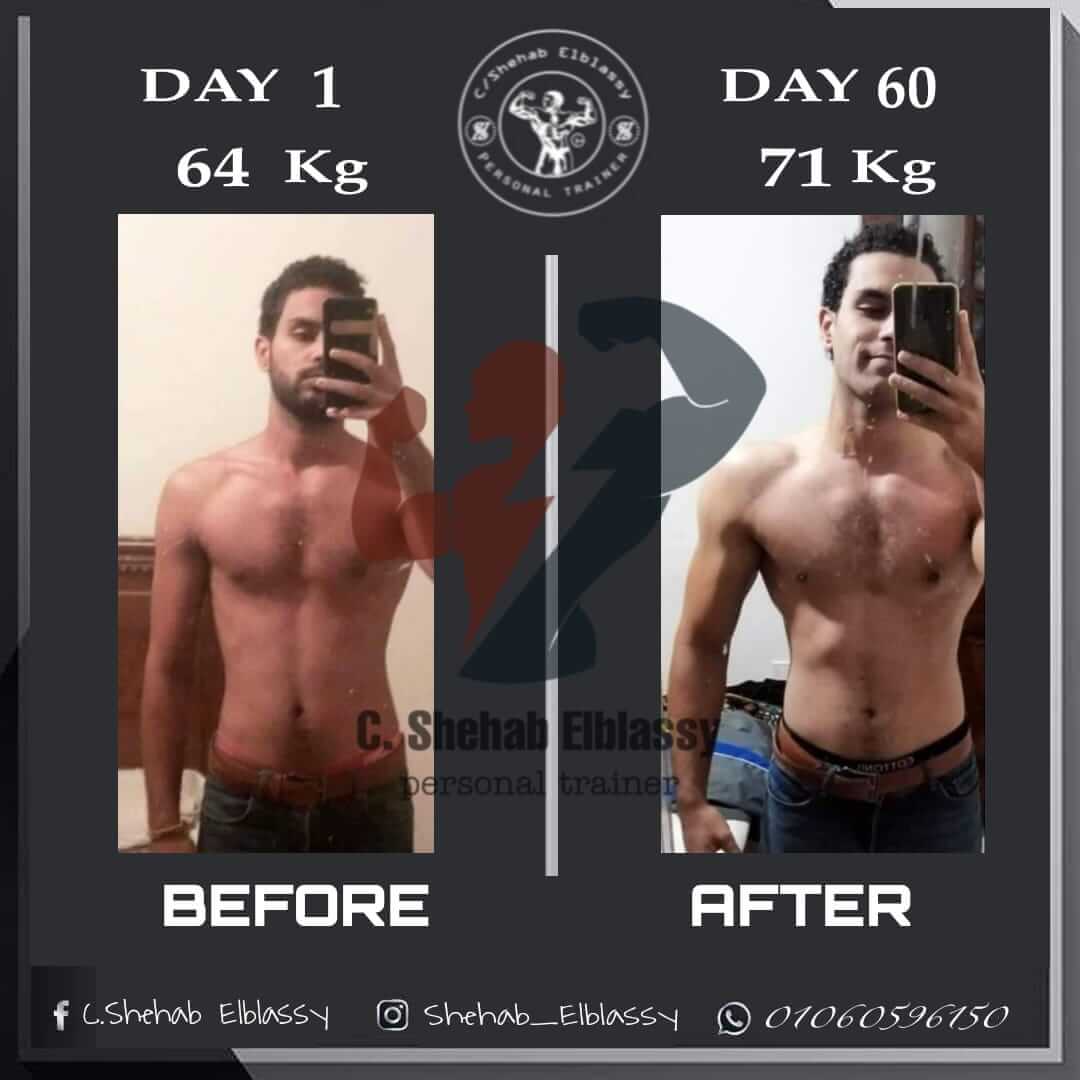 C/Shehab Elblassy
PERSONAL TRAINER
DAY 1
64 Kg
DAY 60
71 Kg
C. Shehab Elblassy
personal trainer
BEFORE
AFTER
C.Shehab Elblassy
Shehab_Elblassy
01060596150